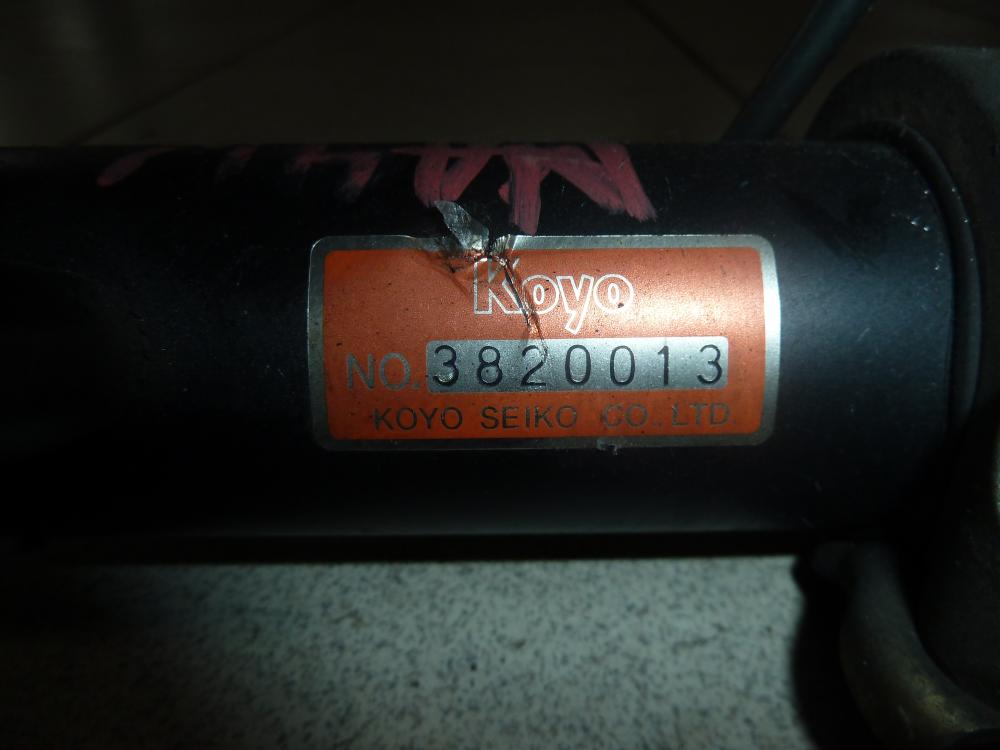 Koyo
NO. 3820013
KOYO SEIKO CO., LTD